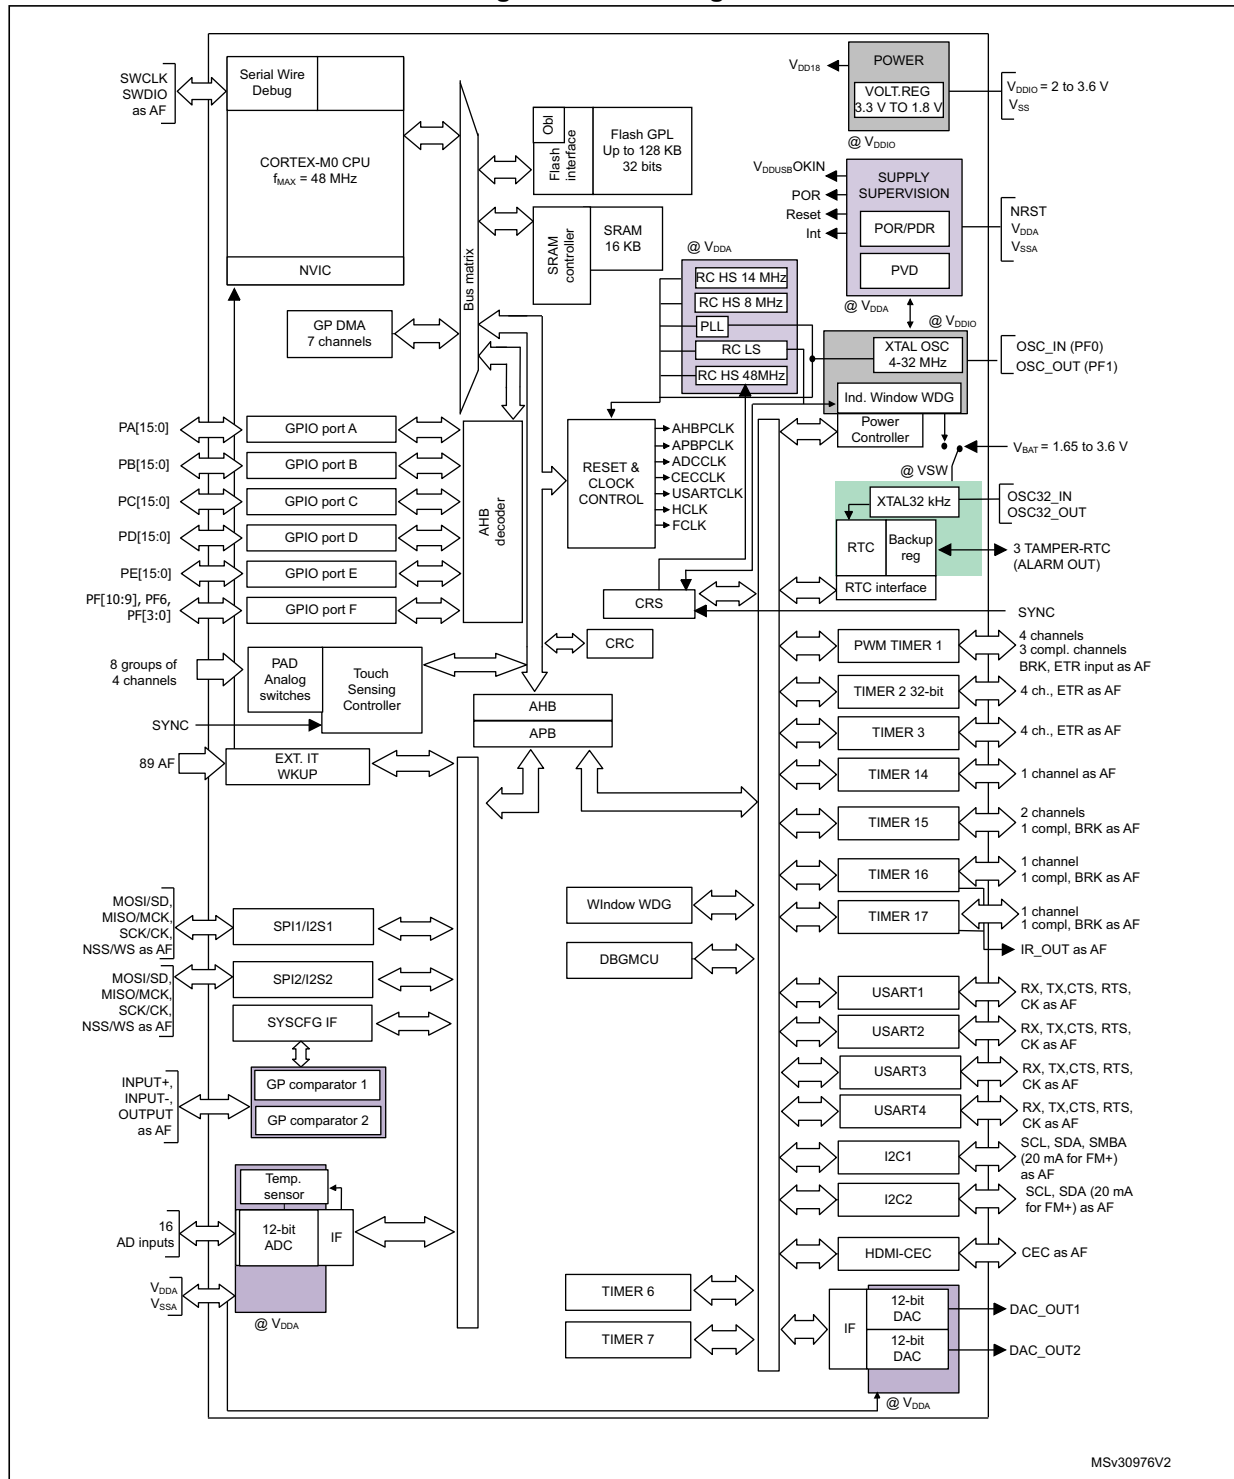 SWCLK
SWDIO
as AF
Serial Wire
Debug
CORTEX-M0 CPU
fMAX = 48 MHz
NVIC
Bus matrix
Obl
Flash
interface
Flash GPL
Up to 128 KB
32 bits
SRAM
controller
SRAM
16 KB
VDD18
POWER
VOLT.REG
3.3 V TO 1.8 V
VDDIO = 2 to 3.6 V
VSS
@ VDDIO
VDDUSBOKIN
POR
Reset
Int
SUPPLY
SUPERVISION
POR/PDR
PVD
NRST
VDDA
VSSA
@ VDDA
@ VDDA
RC HS 14 MHz
RC HS 8 MHz
PLL
RC LS
RC HS 48MHz
@ VDDIO
XTAL OSC
4-32 MHz
OSC_IN (PF0)
OSC_OUT (PF1)
Ind. Window WDG
Power
Controller
VBAT = 1.65 to 3.6 V
@ VSW
XTAL32 kHz
OSC32_IN
OSC32_OUT
RTC
Backup
reg
RTC interface
3 TAMPER-RTC
(ALARM OUT)
GP DMA
7 channels
PA[15:0]
GPIO port A
PB[15:0]
GPIO port B
PC[15:0]
GPIO port C
PD[15:0]
GPIO port D
PE[15:0]
GPIO port E
PF[10:9], PF6,
PF[3:0]
GPIO port F
AHB
decoder
RESET &
CLOCK
CONTROL
AHBPCLK
APBPCLK
ADCCLK
CECCLK
USARTCLK
HCLK
FCLK
CRS
SYNC
CRC
8 groups of
4 channels
PAD
Analog
switches
Touch
Sensing
Controller
SYNC
AHB
APB
89 AF
EXT. IT
WKUP
PWM TIMER 1
4 channels
3 compl. channels
BRK, ETR input as AF
TIMER 2 32-bit
4 ch., ETR as AF
TIMER 3
4 ch., ETR as AF
TIMER 14
1 channel as AF
TIMER 15
2 channels
1 compl, BRK as AF
TIMER 16
1 channel
1 compl, BRK as AF
TIMER 17
1 channel
1 compl, BRK as AF
IR_OUT as AF
WIndow WDG
DBGMCU
MOSI/SD,
MISO/MCK,
SCK/CK,
NSS/WS as AF
SPI1/I2S1
MOSI/SD,
MISO/MCK,
SCK/CK,
NSS/WS as AF
SPI2/I2S2
SYSCFG IF
INPUT+,
INPUT-,
OUTPUT
as AF
GP comparator 1
GP comparator 2
USART1
RX, TX,CTS, RTS,
CK as AF
USART2
RX, TX,CTS, RTS,
CK as AF
USART3
RX, TX,CTS, RTS,
CK as AF
USART4
RX, TX,CTS, RTS,
CK as AF
I2C1
SCL, SDA, SMBA
(20 mA for FM+)
as AF
I2C2
SCL, SDA (20 mA
for FM+) as AF
HDMI-CEC
CEC as AF
Temp.
sensor
16
AD inputs
12-bit
ADC
IF
VDDA
VSSA
@ VDDA
TIMER 6
TIMER 7
IF
12-bit
DAC
DAC_OUT1
12-bit
DAC
DAC_OUT2
@ VDDA
MSv30976V2